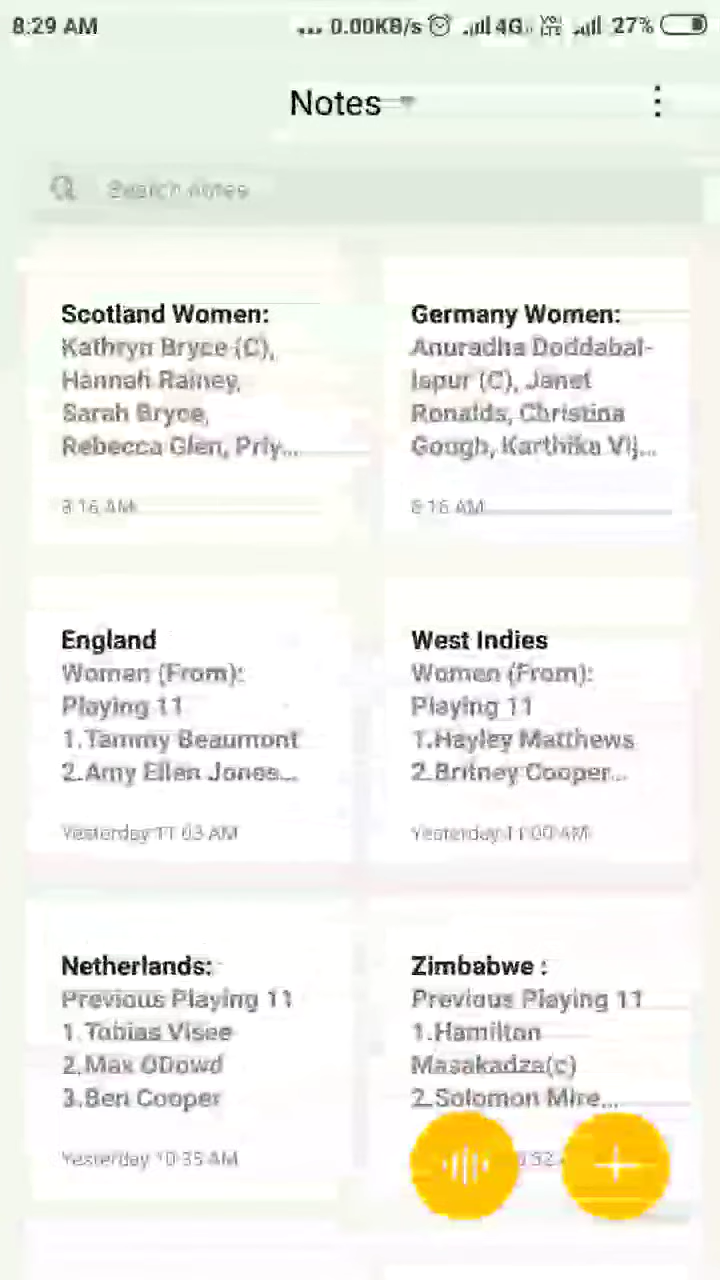 8:29 AM
... 0.00KB/s 4G VoLTE 27%
Notes
Search notes
Scotland Women:
Kathryn Bryce (C),
Hannah Rainey,
Sarah Bryce,
Rebecca Glen, Priy...
8:16 AM
Germany Women:
Anuradha Doddabal-
lapur (C), Janet
Ronalds, Christina
Gough, Karthika Vij...
8:16 AM
England
Women (From):
Playing 11
1.Tammy Beaumont
2.Amy Ellen Jones...
Yesterday 11:03 AM
West Indies
Women (From):
Playing 11
1.Hayley Matthews
2.Britney Cooper...
Yesterday 11:00 AM
Netherlands:
Previous Playing 11
1.Tobias Visee
2.Max ODowd
3.Ben Cooper
Yesterday 10:35 AM
Zimbabwe :
Previous Playing 11
1.Hamilton
Masakadza(c)
2.Solomon Mire...